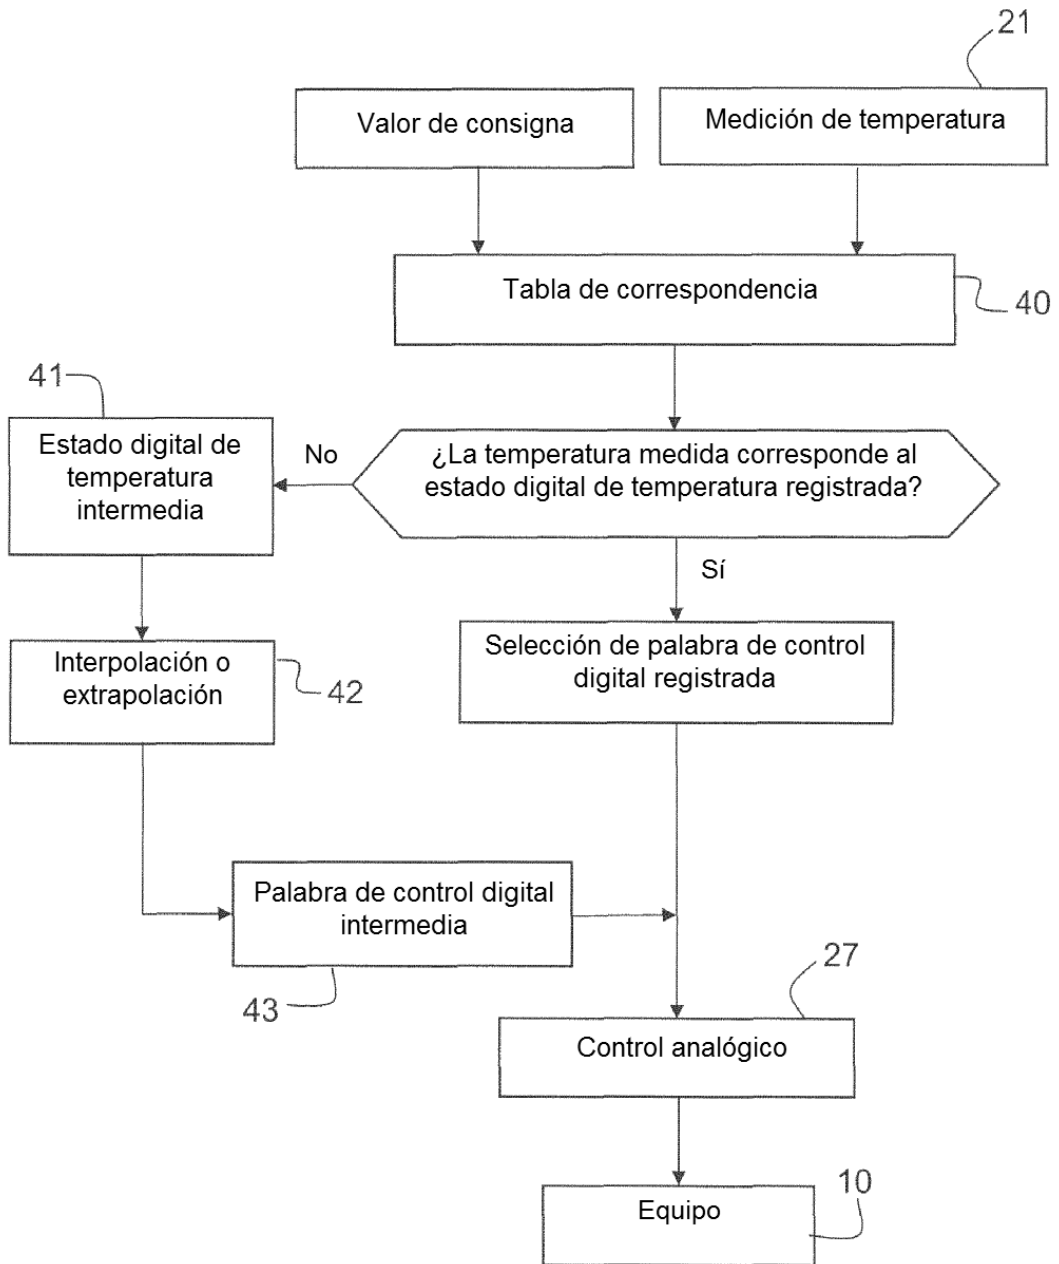 21
Valor de consigna
Medición de temperatura
Tabla de correspondencia
40
41
Estado digital de
temperatura
intermedia
No
¿La temperatura medida corresponde al
estado digital de temperatura registrada?
Sí
Interpolación o
extrapolación
42
Selección de palabra de control
digital registrada
Palabra de control digital
intermedia
43
27
Control analógico
10
Equipo